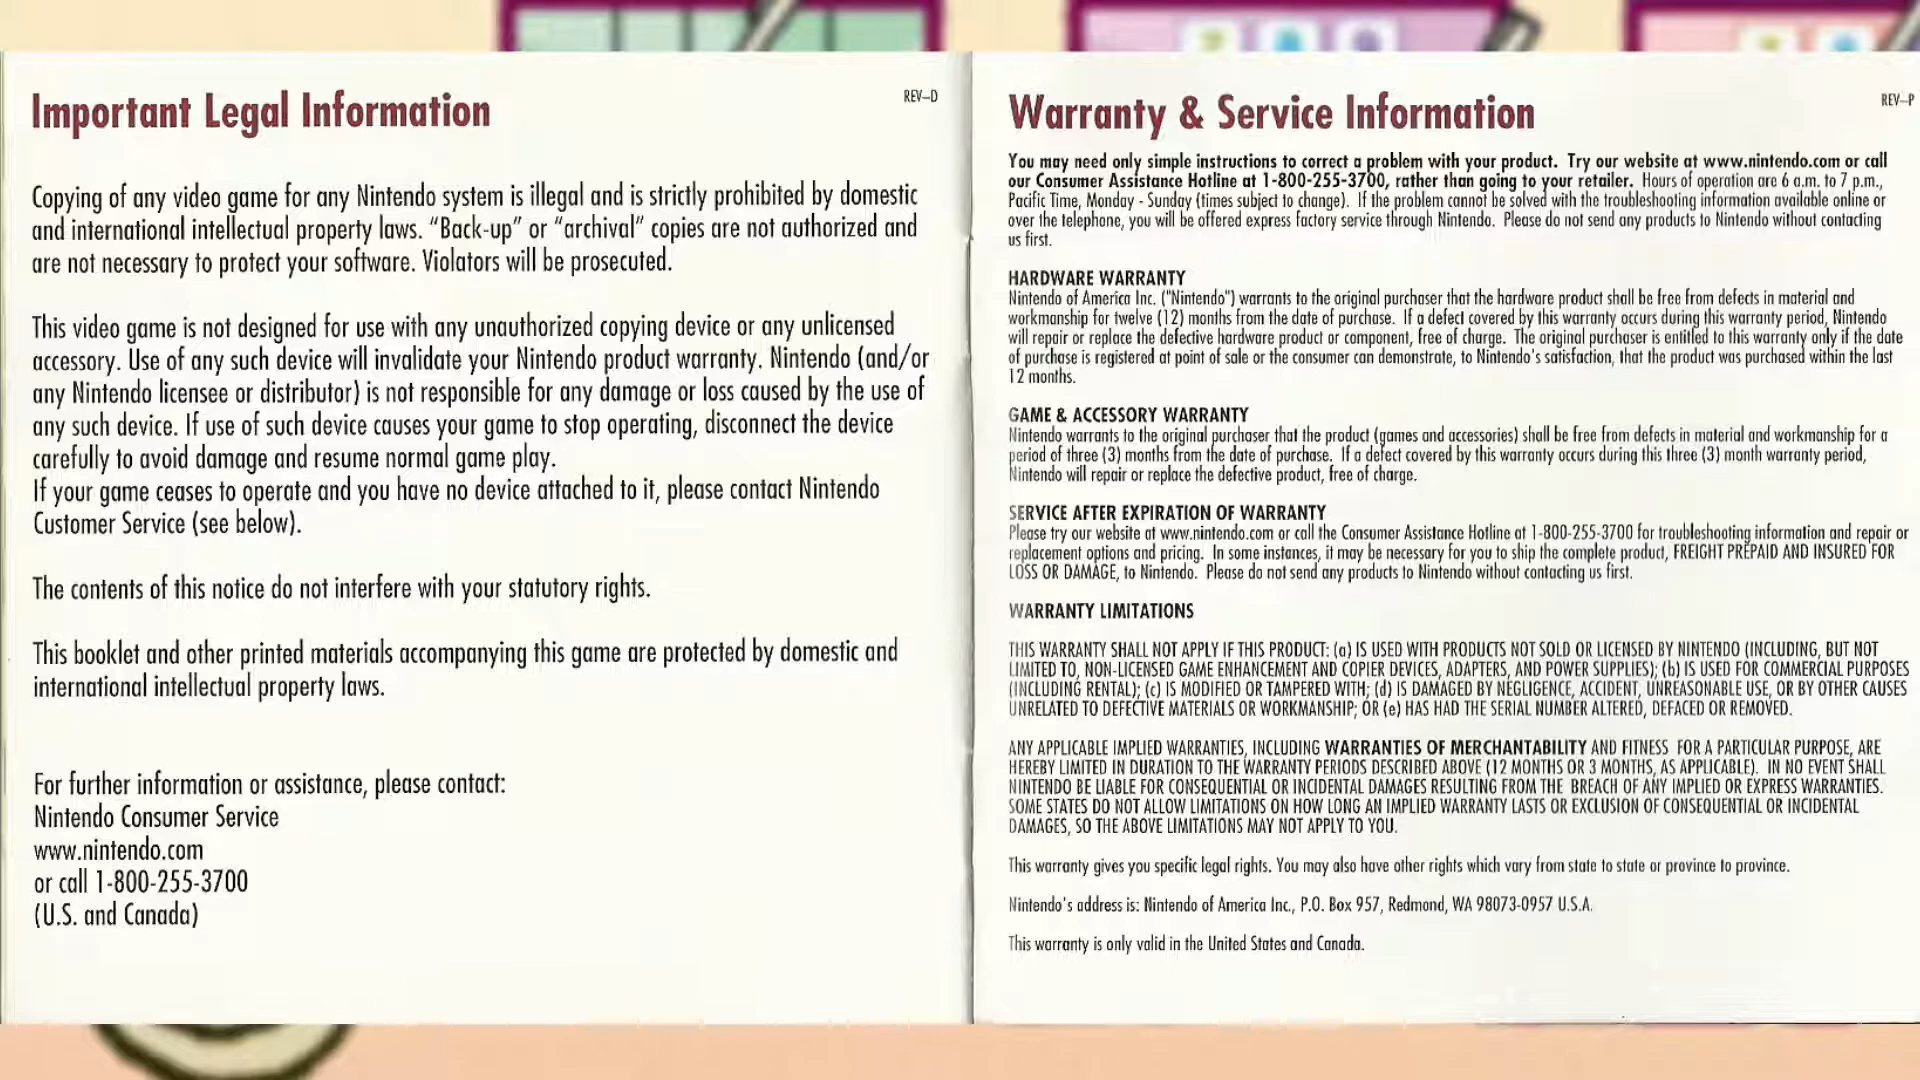 Important Legal Information
REV–D
Copying of any video game for any Nintendo system is illegal and is strictly prohibited by domestic
and international intellectual property laws. “Back-up” or “archival” copies are not authorized and
are not necessary to protect your software. Violators will be prosecuted.
This video game is not designed for use with any unauthorized copying device or any unlicensed
accessory. Use of any such device will invalidate your Nintendo product warranty. Nintendo (and/or
any Nintendo licensee or distributor) is not responsible for any damage or loss caused by the use of
any such device. If use of such device causes your game to stop operating, disconnect the device
carefully to avoid damage and resume normal game play.
If your game ceases to operate and you have no device attached to it, please contact Nintendo
Customer Service (see below).
The contents of this notice do not interfere with your statutory rights.
This booklet and other printed materials accompanying this game are protected by domestic and
international intellectual property laws.
For further information or assistance, please contact:
Nintendo Consumer Service
www.nintendo.com
or call 1-800-255-3700
(U.S. and Canada)
Warranty & Service Information
REV–P
You may need only simple instructions to correct a problem with your product. Try our website at www.nintendo.com or call
our Consumer Assistance Hotline at 1-800-255-3700, rather than going to your retailer. Hours of operation are 6 a.m. to 7 p.m.,
Pacific Time, Monday - Sunday (times subject to change). If the problem cannot be solved with the troubleshooting information available online or
over the telephone, you will be offered express factory service through Nintendo. Please do not send any products to Nintendo without contacting
us first.
HARDWARE WARRANTY
Nintendo of America Inc. ("Nintendo") warrants to the original purchaser that the hardware product shall be free from defects in material and
workmanship for twelve (12) months from the date of purchase. If a defect covered by this warranty occurs during this warranty period, Nintendo
will repair or replace the defective hardware product or component, free of charge. The original purchaser is entitled to this warranty only if the date
of purchase is registered at point of sale or the consumer can demonstrate, to Nintendo's satisfaction, that the product was purchased within the last
12 months.
GAME & ACCESSORY WARRANTY
Nintendo warrants to the original purchaser that the product (games and accessories) shall be free from defects in material and workmanship for a
period of three (3) months from the date of purchase. If a defect covered by this warranty occurs during this three (3) month warranty period,
Nintendo will repair or replace the defective product, free of charge.
SERVICE AFTER EXPIRATION OF WARRANTY
Please try our website at www.nintendo.com or call the Consumer Assistance Hotline at 1-800-255-3700 for troubleshooting information and repair or
replacement options and pricing. In some instances, it may be necessary for you to ship the complete product, FREIGHT PREPAID AND INSURED FOR
LOSS OR DAMAGE, to Nintendo. Please do not send any products to Nintendo without contacting us first.
WARRANTY LIMITATIONS
THIS WARRANTY SHALL NOT APPLY IF THIS PRODUCT: (a) IS USED WITH PRODUCTS NOT SOLD OR LICENSED BY NINTENDO (INCLUDING, BUT NOT
LIMITED TO, NON-LICENSED GAME ENHANCEMENT AND COPIER DEVICES, ADAPTERS, AND POWER SUPPLIES); (b) IS USED FOR COMMERCIAL PURPOSES
(INCLUDING RENTAL); (c) IS MODIFIED OR TAMPERED WITH; (d) IS DAMAGED BY NEGLIGENCE, ACCIDENT, UNREASONABLE USE, OR BY OTHER CAUSES
UNRELATED TO DEFECTIVE MATERIALS OR WORKMANSHIP; OR (e) HAS HAD THE SERIAL NUMBER ALTERED, DEFACED OR REMOVED.
ANY APPLICABLE IMPLIED WARRANTIES, INCLUDING WARRANTIES OF MERCHANTABILITY AND FITNESS FOR A PARTICULAR PURPOSE, ARE
HEREBY LIMITED IN DURATION TO THE WARRANTY PERIODS DESCRIBED ABOVE (12 MONTHS OR 3 MONTHS, AS APPLICABLE). IN NO EVENT SHALL
NINTENDO BE LIABLE FOR CONSEQUENTIAL OR INCIDENTAL DAMAGES RESULTING FROM THE BREACH OF ANY IMPLIED OR EXPRESS WARRANTIES.
SOME STATES DO NOT ALLOW LIMITATIONS ON HOW LONG AN IMPLIED WARRANTY LASTS OR EXCLUSION OF CONSEQUENTIAL OR INCIDENTAL
DAMAGES, SO THE ABOVE LIMITATIONS MAY NOT APPLY TO YOU.
This warranty gives you specific legal rights. You may also have other rights which vary from state to state or province to province.
Nintendo's address is: Nintendo of America Inc., P.O. Box 957, Redmond, WA 98073-0957 U.S.A.
This warranty is only valid in the United States and Canada.